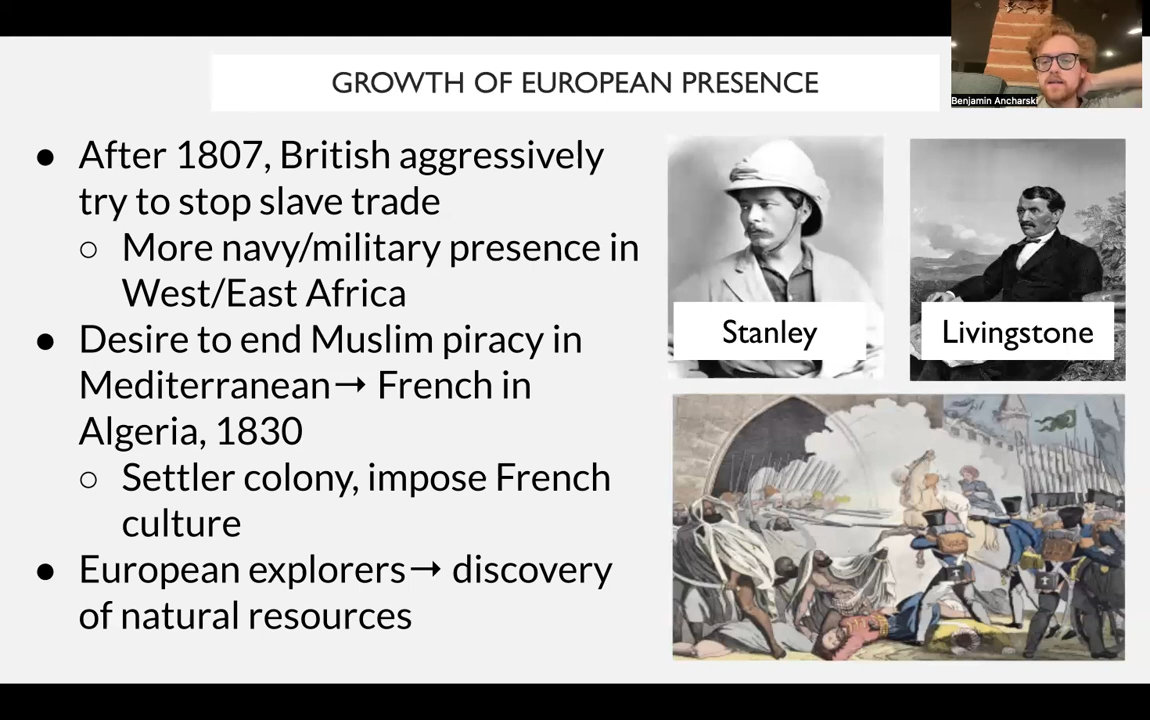 GROWTH OF EUROPEAN PRESENCE
Benjamin Ancharski
● After 1807, British aggressively
try to stop slave trade
○ More navy/military presence in
West/East Africa
● Desire to end Muslim piracy in
Mediterranean→ French in
Algeria, 1830
○ Settler colony, impose French
culture
● European explorers→ discovery
of natural resources
Stanley
Livingstone